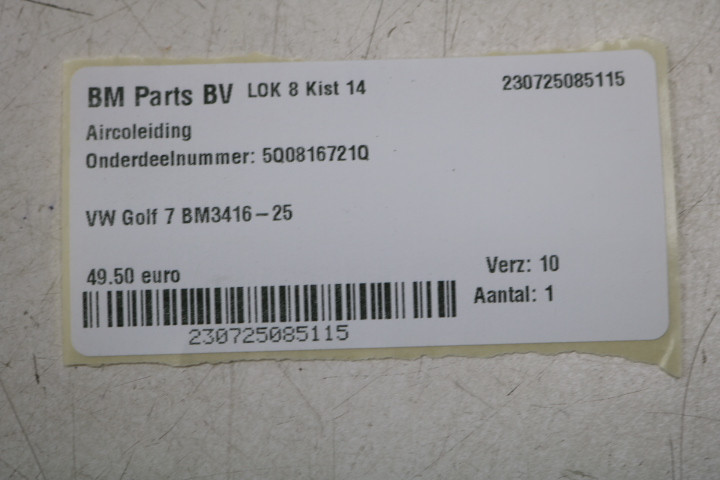 BM Parts BV LOK 8 Kist 14 230725085115
Aircoleiding
Onderdeelnummer: 5Q0816721Q
VW Golf 7 BM3416-25
49.50 euro Verz: 10
Aantal: 1
230725085115